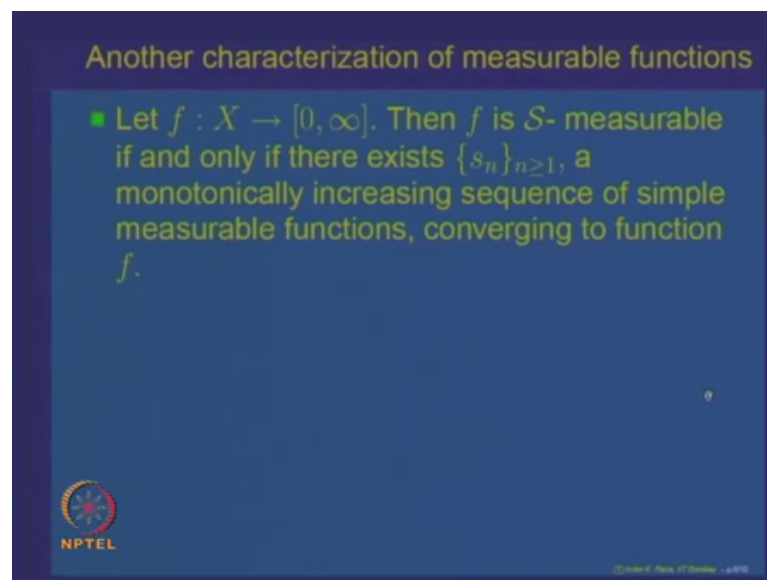 Another characterization of measurable functions
Let f : X → [0, ∞]. Then f is S- measurable
if and only if there exists {sₙ}ₙ≥₁, a
monotonically increasing sequence of simple
measurable functions, converging to function
f.
NPTEL